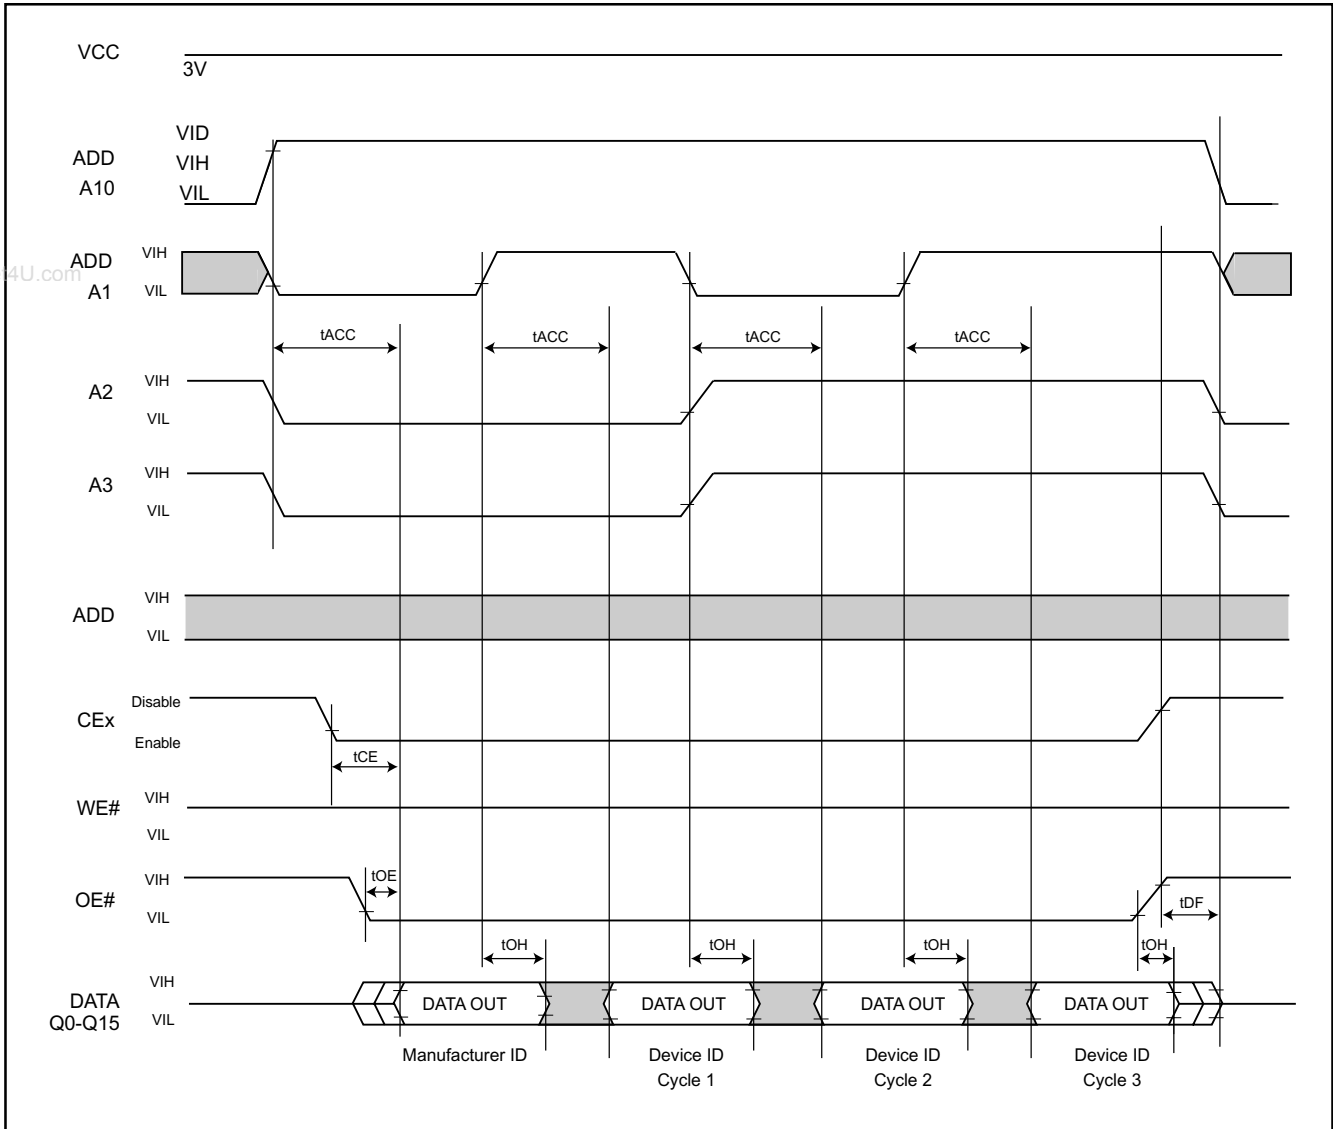 VCC
3V
VID
ADD
VIH
A10
VIL
ADD
VIH
4U.com
A1
VIL
tACC tACC tACC tACC
A2
VIH
VIL
A3
VIH
VIL
ADD
VIH
VIL
CEx
Disable
Enable
tCE
WE#
VIH
VIL
OE#
VIH
VIL
tOE
tDF
tOH tOH tOH tOH
DATA
Q0-Q15
VIH
VIL
DATA OUT DATA OUT DATA OUT DATA OUT
Manufacturer ID
Device ID
Cycle 1
Device ID
Cycle 2
Device ID
Cycle 3